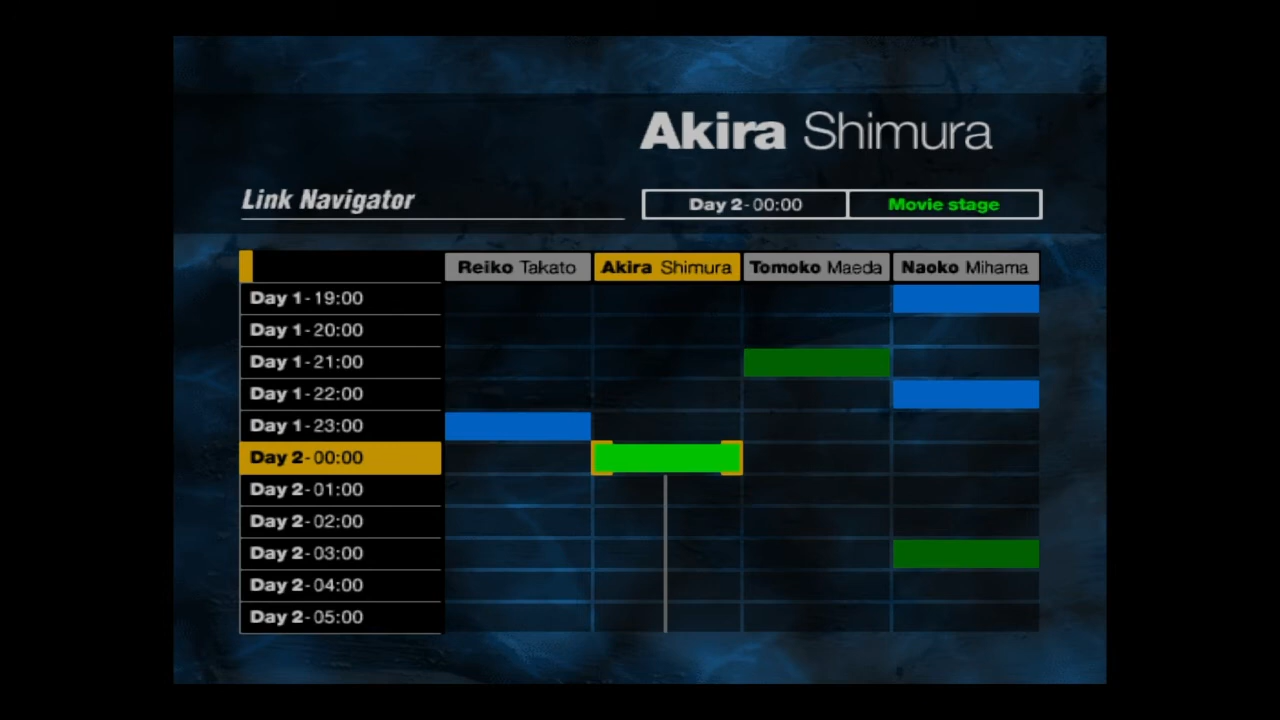 Akira Shimura
Link Navigator
Day 2-00:00 Movie stage
Reiko Takato Akira Shimura Tomoko Maeda Naoko Mihama
Day 1-19:00
Day 1-20:00
Day 1-21:00
Day 1-22:00
Day 1-23:00
Day 2-00:00
Day 2-01:00
Day 2-02:00
Day 2-03:00
Day 2-04:00
Day 2-05:00